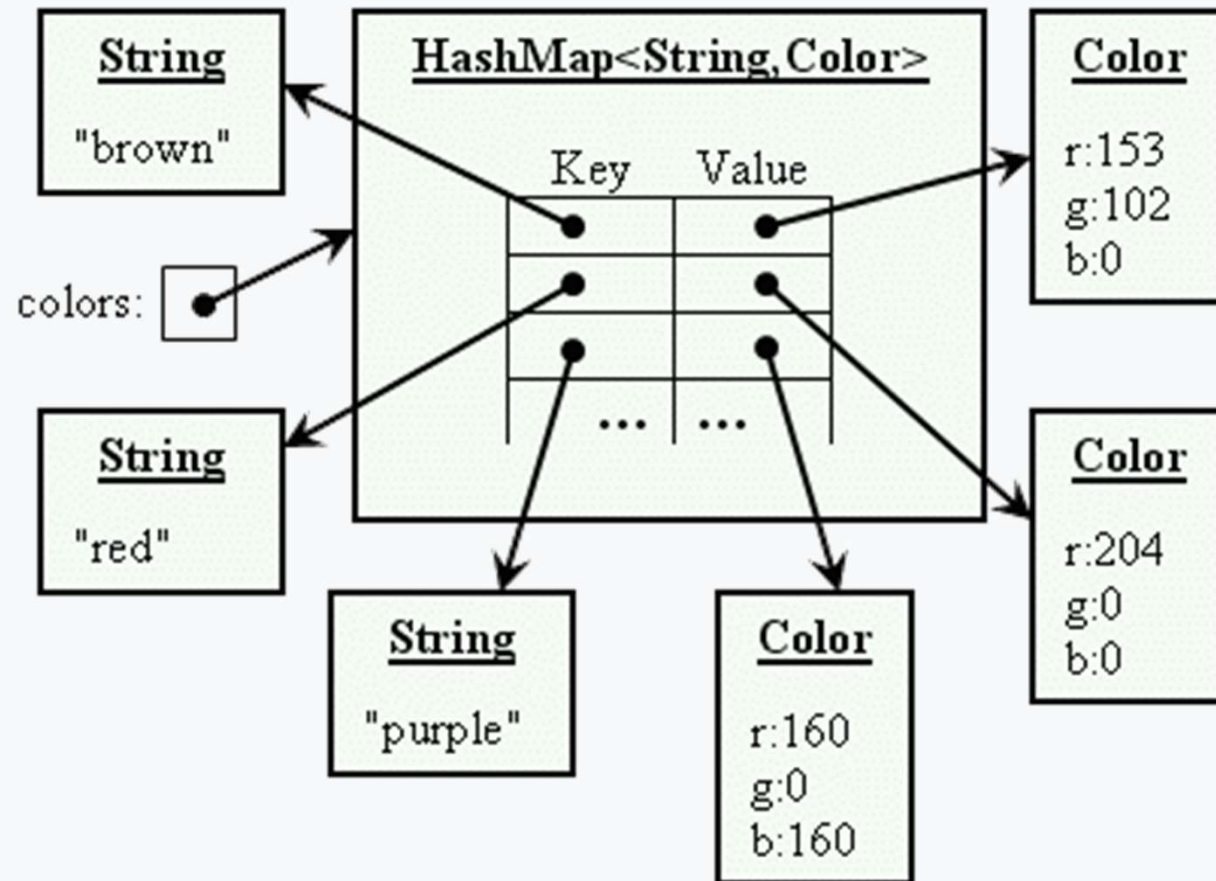 String
"brown"
HashMap<String,Color>
Key Value
... ...
Color
r:153
g:102
b:0
colors:
String
"red"
Color
r:204
g:0
b:0
String
"purple"
Color
r:160
g:0
b:160